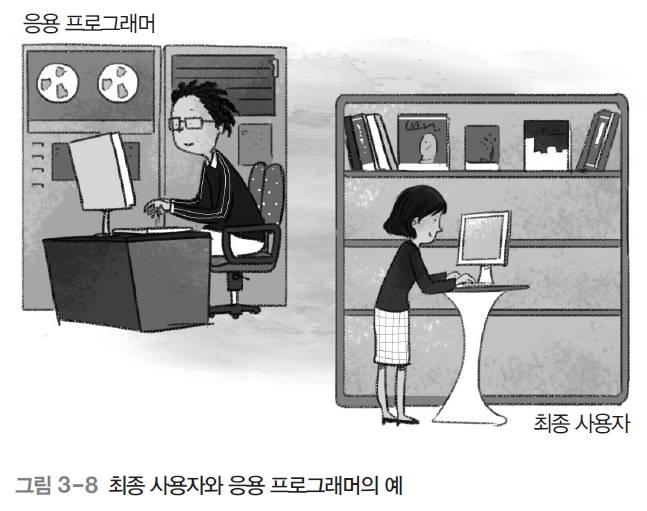 응용 프로그래머
최종 사용자
그림 3-8 최종 사용자와 응용 프로그래머의 예